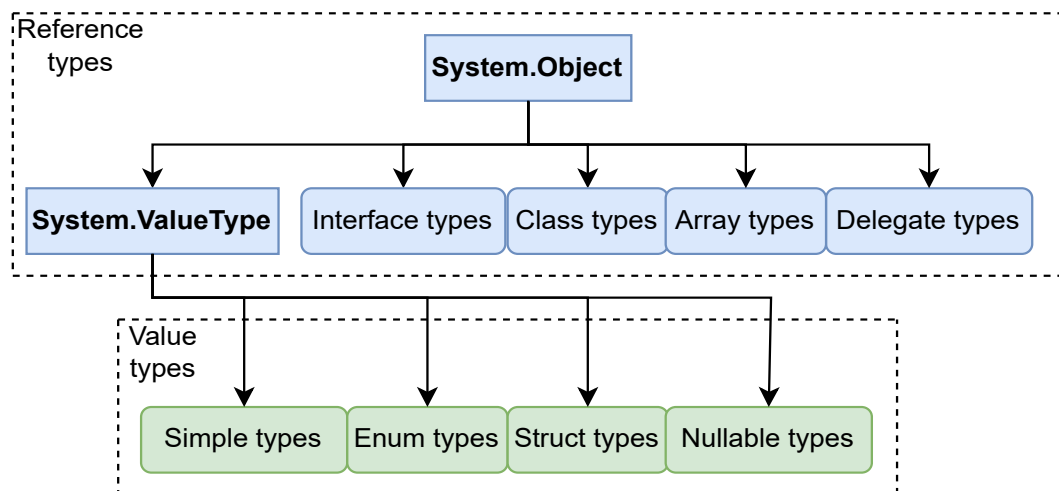 Reference
types
System.Object
System.ValueType
Interface types
Class types
Array types
Delegate types
Value
types
Simple types
Enum types
Struct types
Nullable types